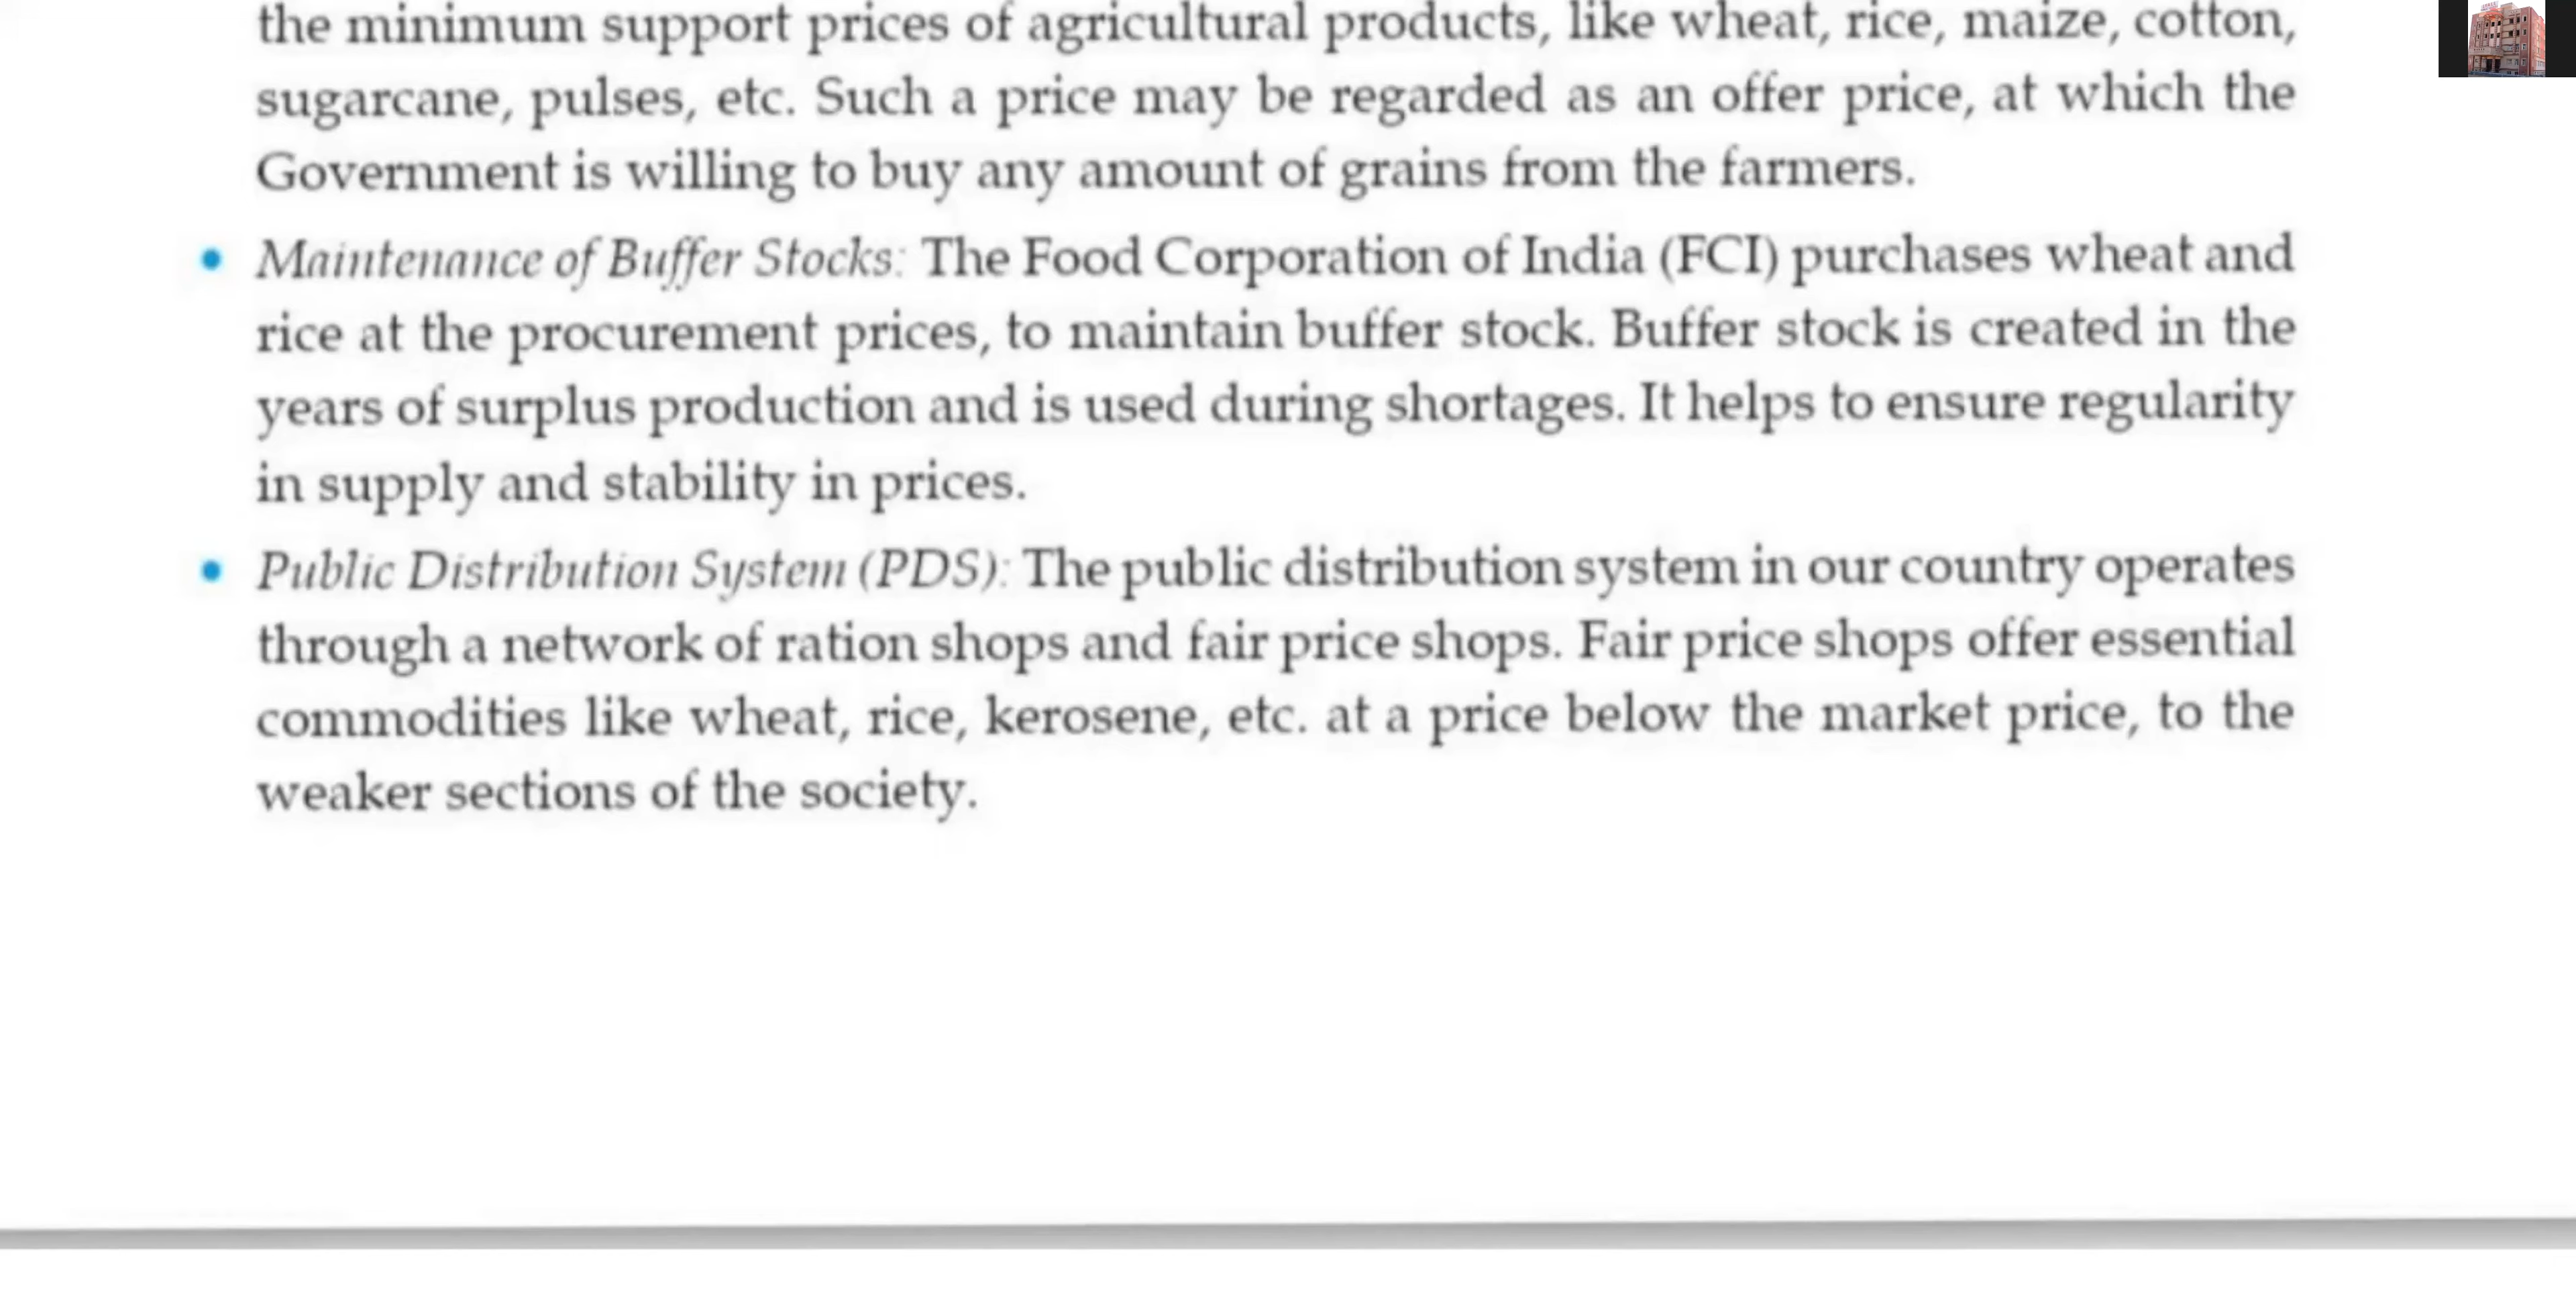 the minimum support prices of agricultural products, like wheat, rice, maize, cotton,
sugarcane, pulses, etc. Such a price may be regarded as an offer price, at which the
Government is willing to buy any amount of grains from the farmers.
• Maintenance of Buffer Stocks: The Food Corporation of India (FCI) purchases wheat and
rice at the procurement prices, to maintain buffer stock. Buffer stock is created in the
years of surplus production and is used during shortages. It helps to ensure regularity
in supply and stability in prices.
• Public Distribution System (PDS): The public distribution system in our country operates
through a network of ration shops and fair price shops. Fair price shops offer essential
commodities like wheat, rice, kerosene, etc. at a price below the market price, to the
weaker sections of the society.